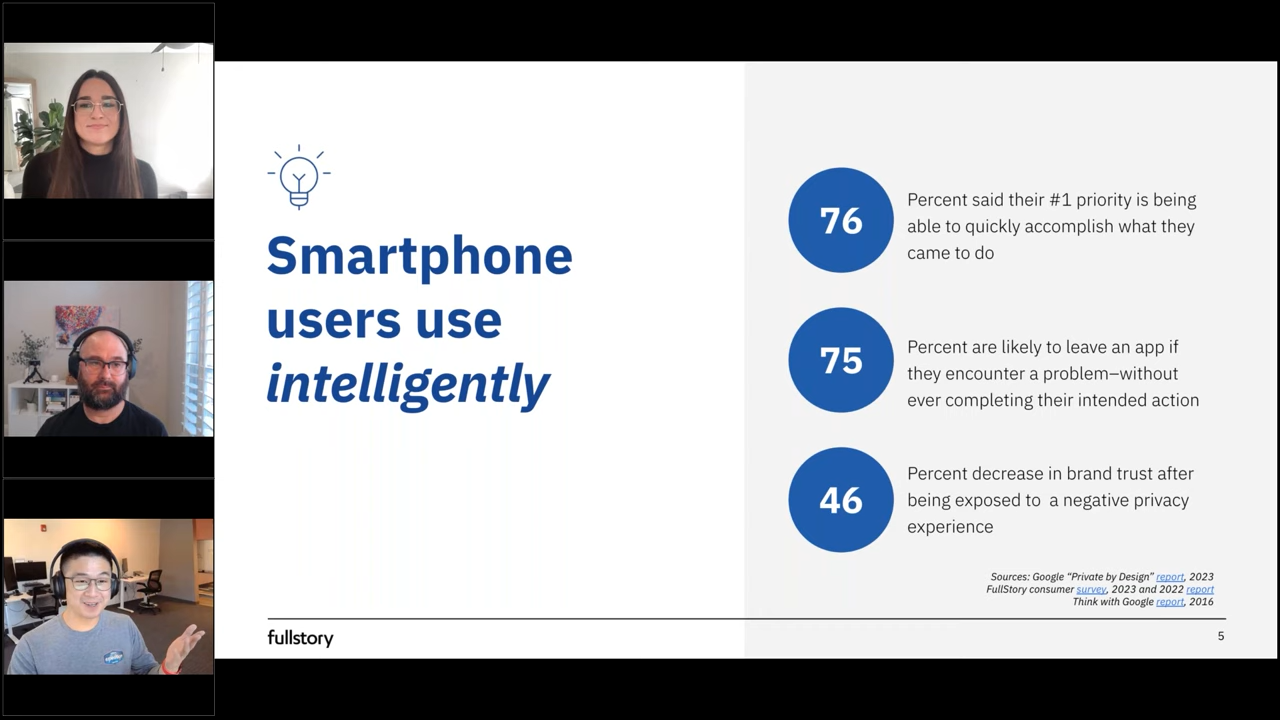 Smartphone
users use
intelligently
76
Percent said their #1 priority is being
able to quickly accomplish what they
came to do
75
Percent are likely to leave an app if
they encounter a problem–without
ever completing their intended action
46
Percent decrease in brand trust after
being exposed to  a negative privacy
experience
Sources: Google “Private by Design” report, 2023
FullStory consumer survey, 2023 and 2022 report
Think with Google report, 2016
fullstory
5